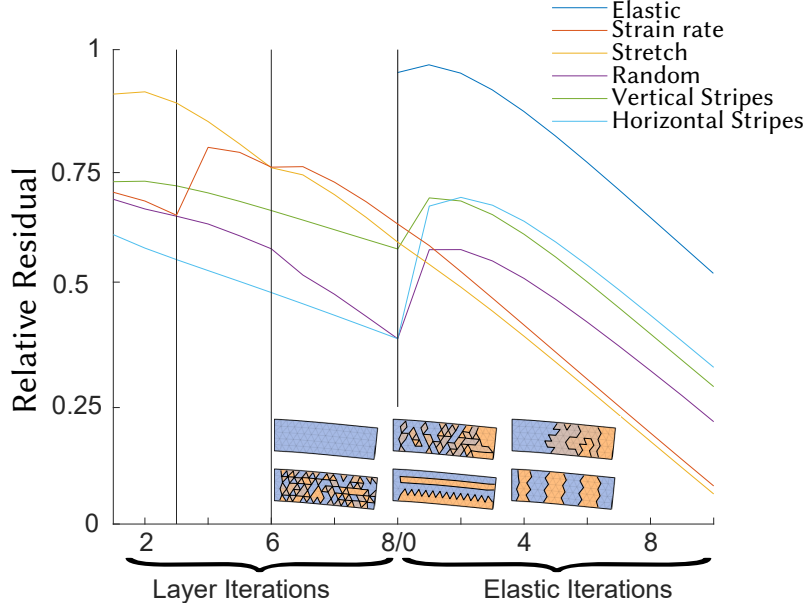 Elastic
Strain rate
Stretch
Random
Vertical Stripes
Horizontal Stripes
Relative Residual
1
0.75
0.5
0.25
0
2 6 8/0 4 8
Layer Iterations Elastic Iterations